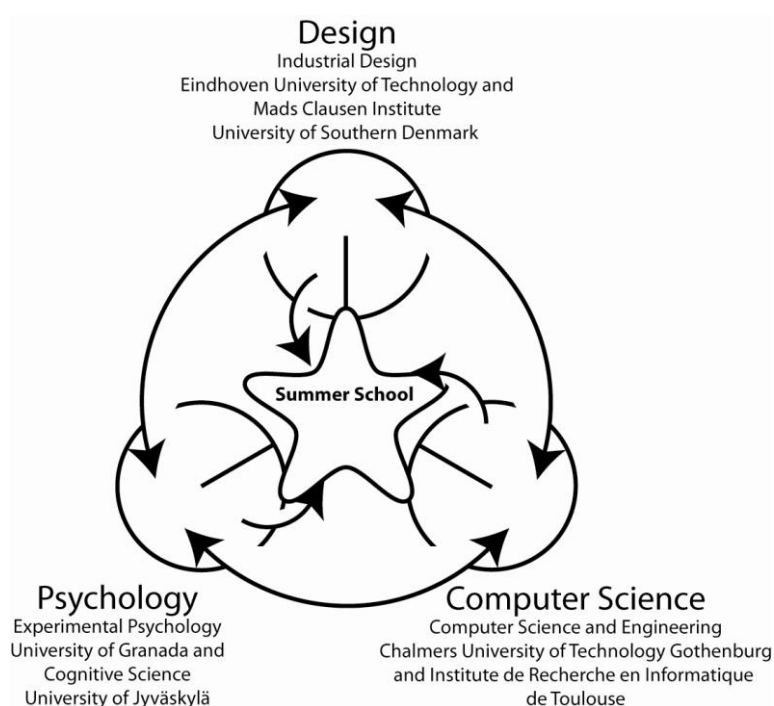 Design
Industrial Design
Eindhoven University of Technology and
Mads Clausen Institute
University of Southern Denmark
Summer School
Psychology
Experimental Psychology
University of Granada and
Cognitive Science
University of Jyväskylä
Computer Science
Computer Science and Engineering
Chalmers University of Technology Gothenburg
and Institute de Recherche en Informatique
de Toulouse